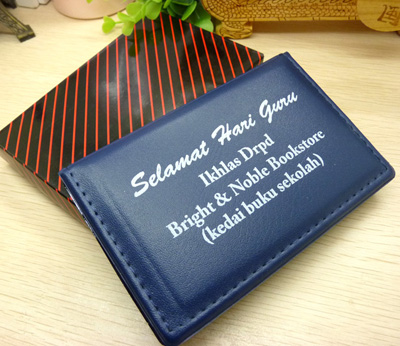 Selamat Hari Guru
Ikhlas Drpd
Bright & Noble Bookstore
(kedai buku sekolah)